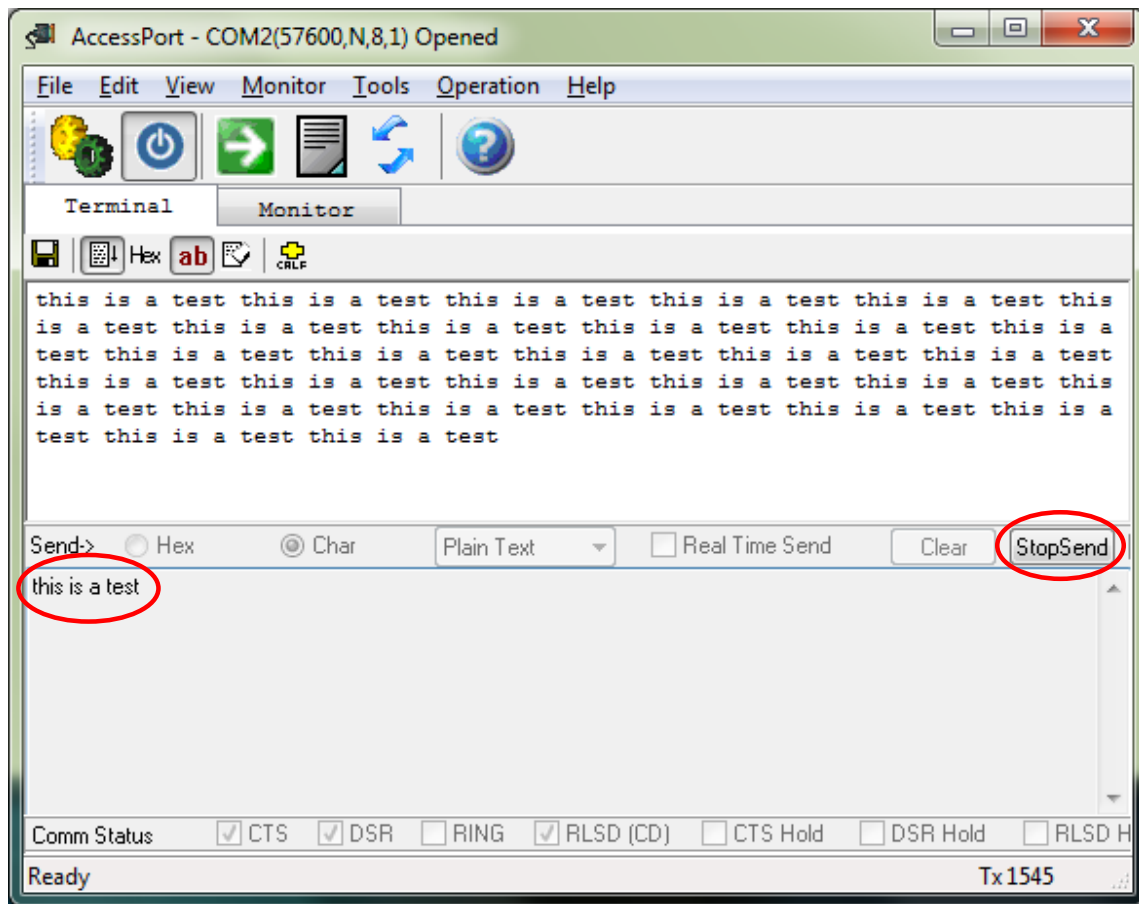 AccessPort - COM2(57600,N,8,1) Opened
File Edit View Monitor Tools Operation Help
Terminal Monitor
Hex ab CRLF
this is a test this is a test this is a test this is a test this is a test this
is a test this is a test this is a test this is a test this is a test this is a
test this is a test this is a test this is a test this is a test this is a test
this is a test this is a test this is a test this is a test this is a test this
is a test this is a test this is a test this is a test this is a test this is a
test this is a test this is a test
Send-> Hex Char Plain Text Real Time Send Clear StopSend
this is a test
Comm Status CTS DSR RING RLSD (CD) CTS Hold DSR Hold RLSD H
Ready Tx 1545